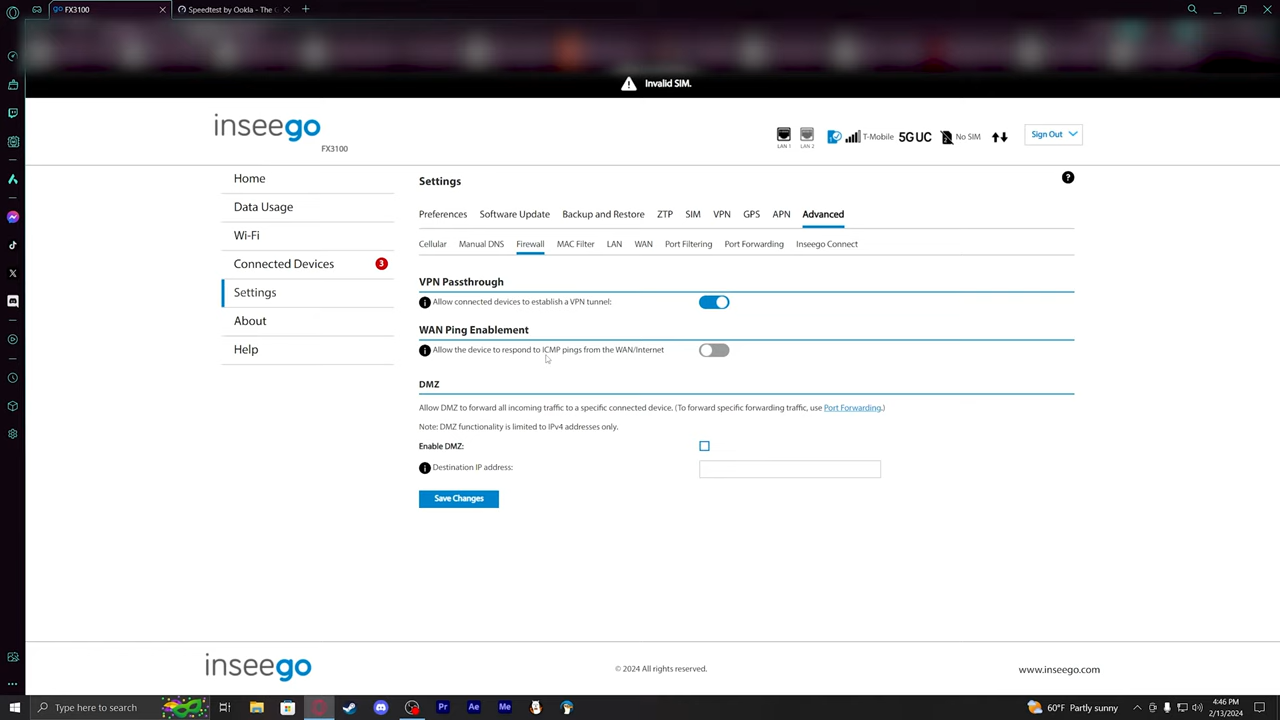 FX3100
Speedtest by Ookla - The G
Invalid SIM.
inseego
FX3100
LAN 1
LAN 2
T-Mobile
5G UC
No SIM
Sign Out
Home
Data Usage
Wi-Fi
Connected Devices 3
Settings
About
Help
Settings
Preferences Software Update Backup and Restore ZTP SIM VPN GPS APN Advanced
Cellular Manual DNS Firewall MAC Filter LAN WAN Port Filtering Port Forwarding Inseego Connect
VPN Passthrough
Allow connected devices to establish a VPN tunnel:
WAN Ping Enablement
Allow the device to respond to ICMP pings from the WAN/Internet
DMZ
Allow DMZ to forward all incoming traffic to a specific connected device. (To forward specific forwarding traffic, use Port Forwarding.)
Note: DMZ functionality is limited to IPv4 addresses only.
Enable DMZ:
Destination IP address:
Save Changes
inseego
© 2024 All rights reserved.
www.inseego.com
Type here to search
Pr
Ae
Me
60°F Partly sunny
4:46 PM
2/13/2024